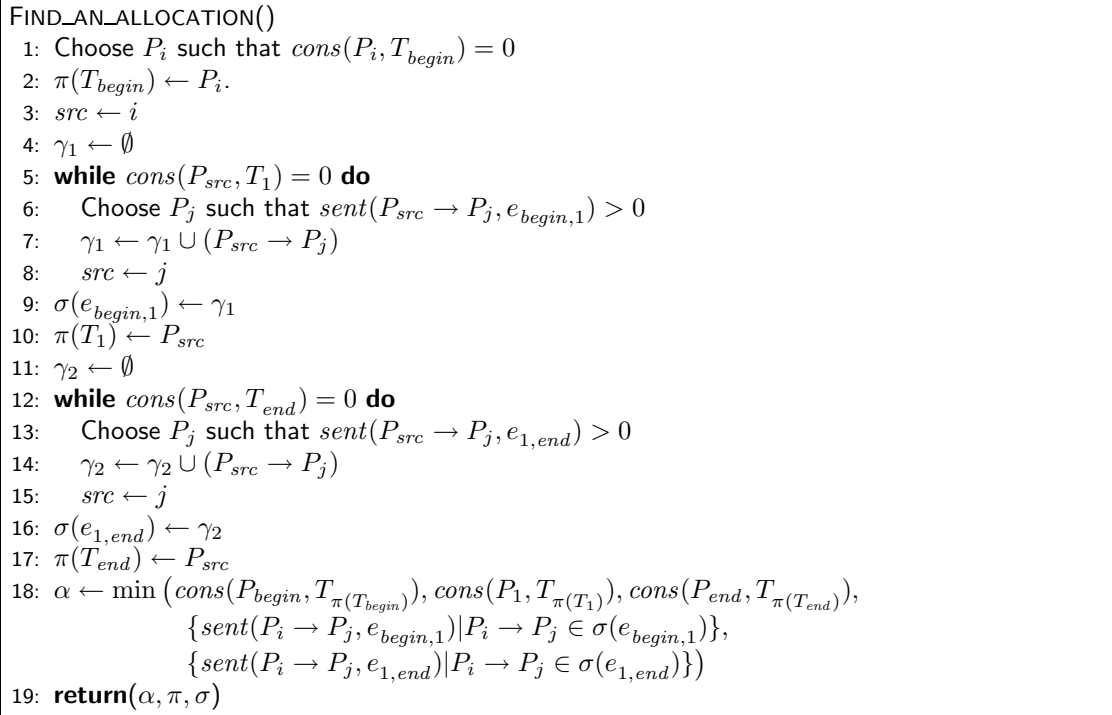 FIND_AN_ALLOCATION()
1: Choose P_i such that cons(P_i, T_begin) = 0
2: π(T_begin) ← P_i.
3: src ← i
4: γ_1 ← ∅
5: while cons(P_src, T_1) = 0 do
6: Choose P_j such that sent(P_src → P_j, e_begin,1) > 0
7: γ_1 ← γ_1 ∪ (P_src → P_j)
8: src ← j
9: σ(e_begin,1) ← γ_1
10: π(T_1) ← P_src
11: γ_2 ← ∅
12: while cons(P_src, T_end) = 0 do
13: Choose P_j such that sent(P_src → P_j, e_1,end) > 0
14: γ_2 ← γ_2 ∪ (P_src → P_j)
15: src ← j
16: σ(e_1,end) ← γ_2
17: π(T_end) ← P_src
18: α ← min (cons(P_begin, T_π(T_begin)), cons(P_1, T_π(T_1)), cons(P_end, T_π(T_end)),
{sent(P_i → P_j, e_begin,1)|P_i → P_j ∈ σ(e_begin,1)},
{sent(P_i → P_j, e_1,end)|P_i → P_j ∈ σ(e_1,end)})
19: return(α, π, σ)